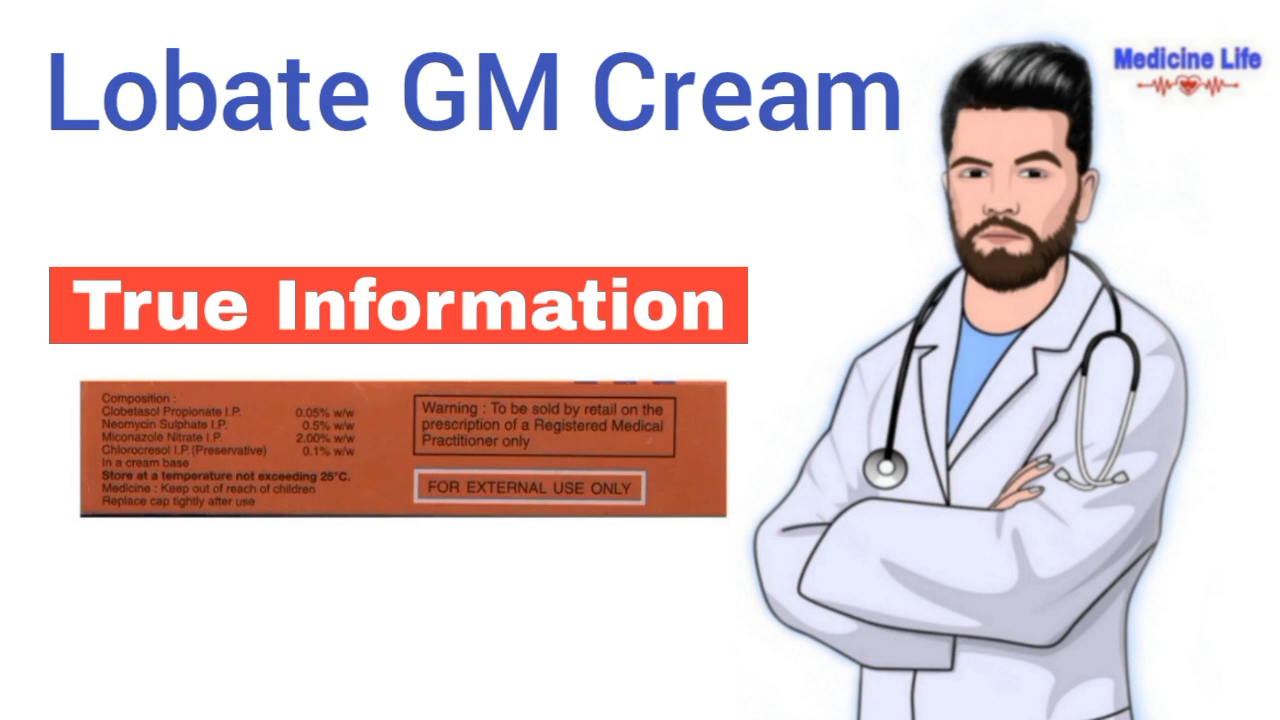 Lobate GM Cream
Medicine Life
True Information
Composition :
Clobetasol Propionate I.P. 0.05% w/w
Neomycin Sulphate I.P. 0.5% w/w
Miconazole Nitrate I.P. 2.00% w/w
Chlorocresol I.P. (Preservative) 0.1% w/w
In a cream base
Store at a temperature not exceeding 25°C.
Medicine : Keep out of reach of children
Replace cap tightly after use
Warning : To be sold by retail on the
prescription of a Registered Medical
Practitioner only
FOR EXTERNAL USE ONLY